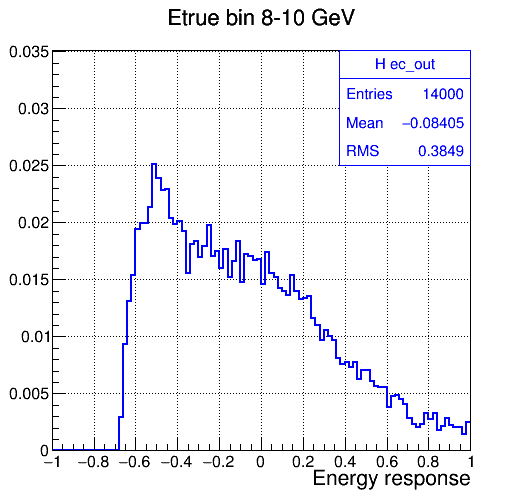 Etrue bin 8-10 GeV
H ec_out
Entries 14000
Mean −0.08405
RMS 0.3849
0.035
0.03
0.025
0.02
0.015
0.01
0.005
0
−1 −0.8 −0.6 −0.4 −0.2 0 0.2 0.4 0.6 0.8 1
Energy response